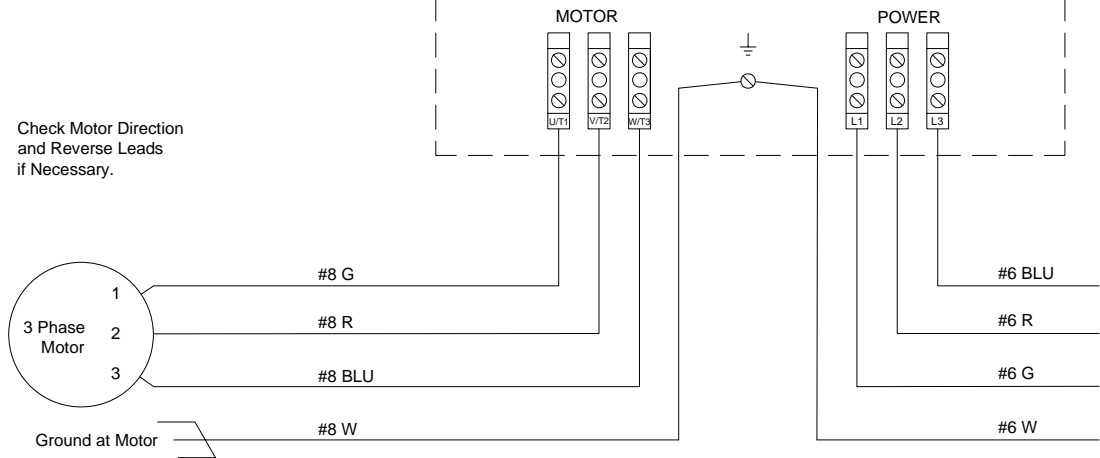 MOTOR
POWER
U/T1
V/T2
W/T3
L1
L2
L3
Check Motor Direction
and Reverse Leads
if Necessary.
#8 G
#6 BLU
1
#8 R
#6 R
3 Phase
Motor
2
3
#8 BLU
#6 G
Ground at Motor
#8 W
#6 W